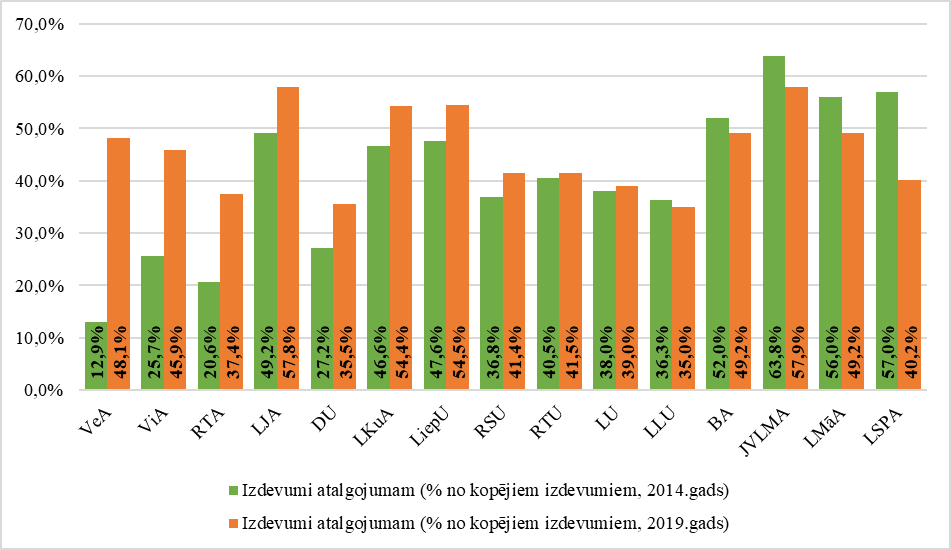 70,0%
60,0%
50,0%
40,0%
30,0%
20,0%
10,0%
0,0%
12,9% 48,1% 25,7% 45,9% 20,6% 37,4% 49,2% 57,8% 27,2% 35,5% 46,6% 54,4% 47,6% 54,5% 36,8% 41,4% 40,5% 41,5% 38,0% 39,0% 36,3% 35,0% 52,0% 49,2% 63,8% 57,9% 56,0% 49,2% 57,0% 40,2%
VeA ViA RTA LJA DU LKuA LiepU RSU RTU LU LLU BA JVLMA LMāA LSPA
Izdevumi atalgojumam (% no kopējiem izdevumiem, 2014.gads)
Izdevumi atalgojumam (% no kopējiem izdevumiem, 2019.gads)